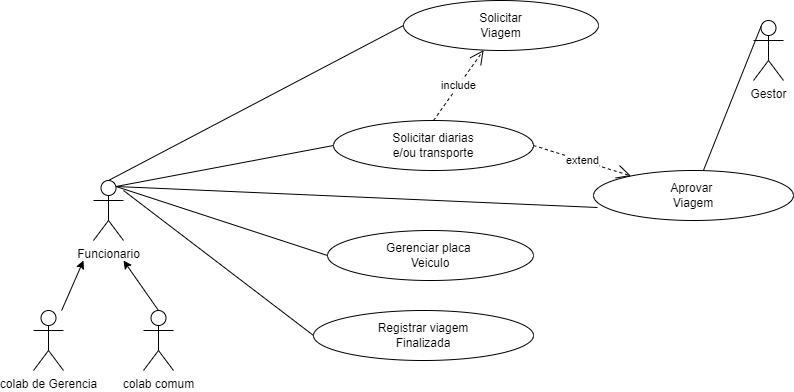 Solicitar
Viagem
Gestor
include
Solicitar diarias
e/ou transporte
extend
Aprovar
Viagem
Funcionario
Gerenciar placa
Veiculo
Registrar viagem
Finalizada
colab de Gerencia
colab comum